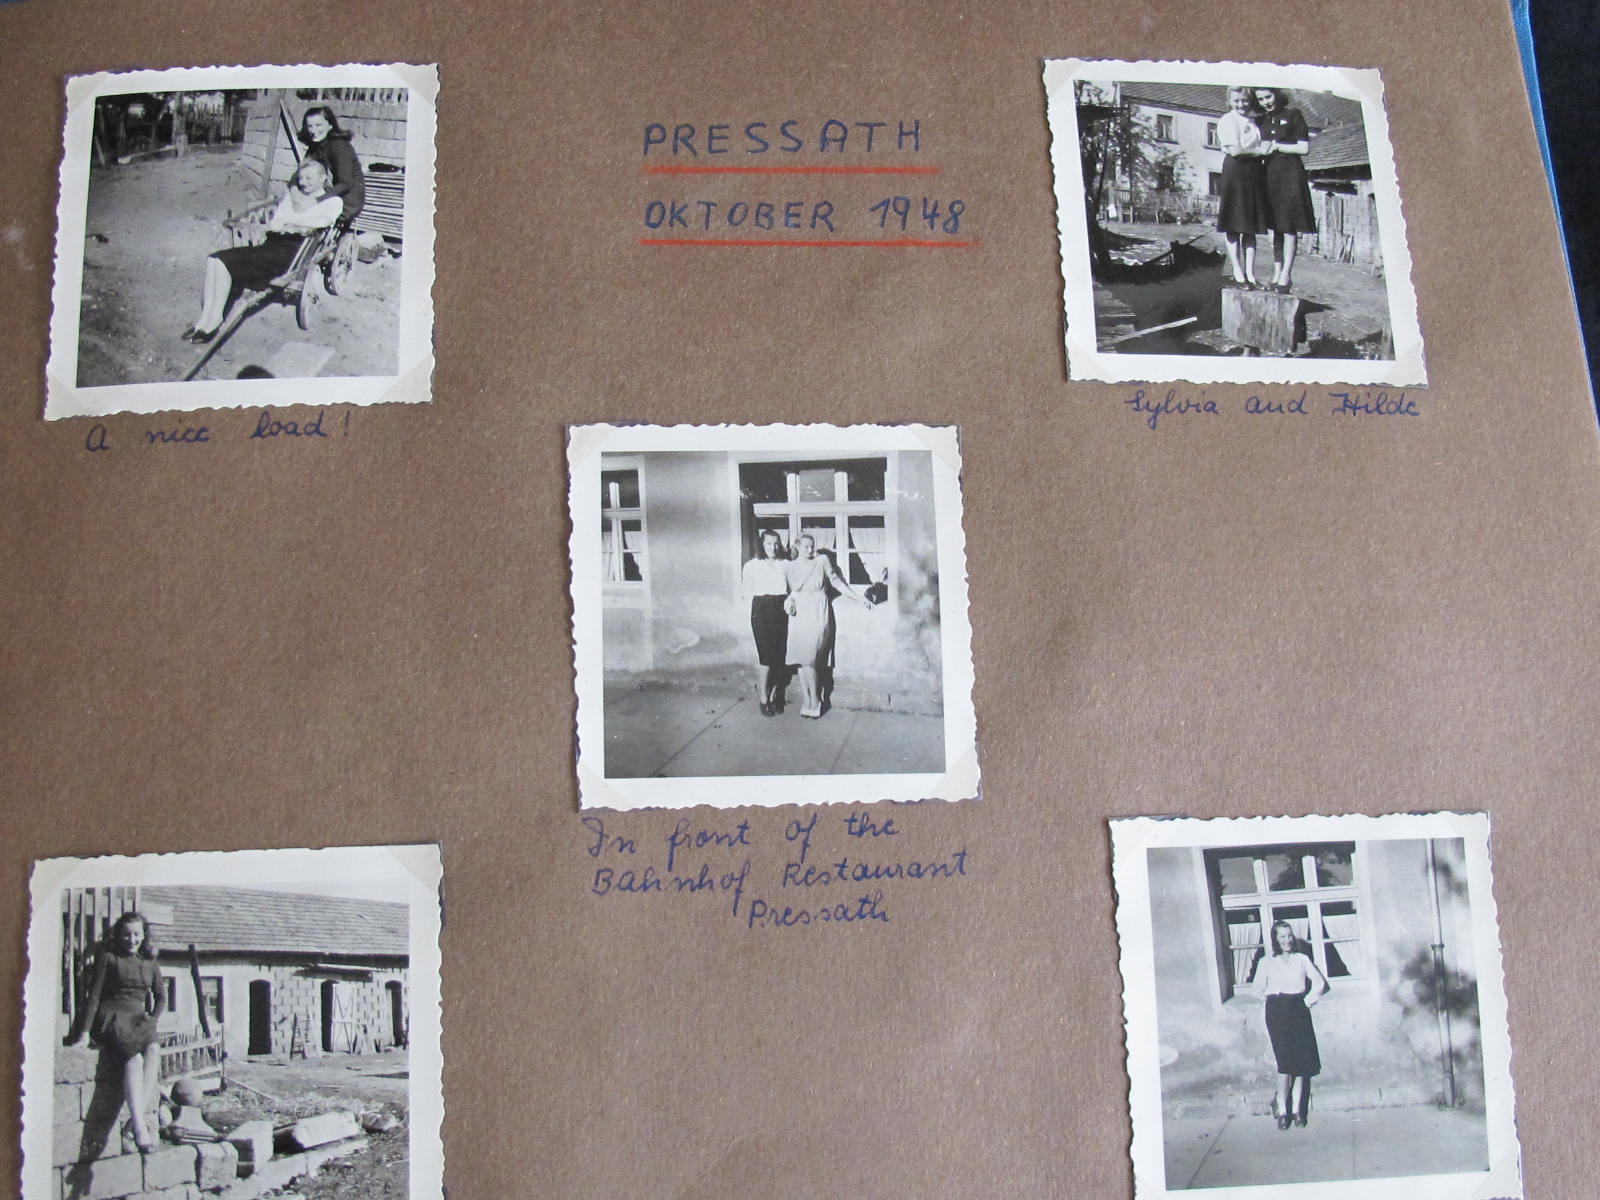 PRESSATH
OKTOBER 1948
A nice load!
Sylvia and Hilde
In front of the
Bahnhof Restaurant
Pressath